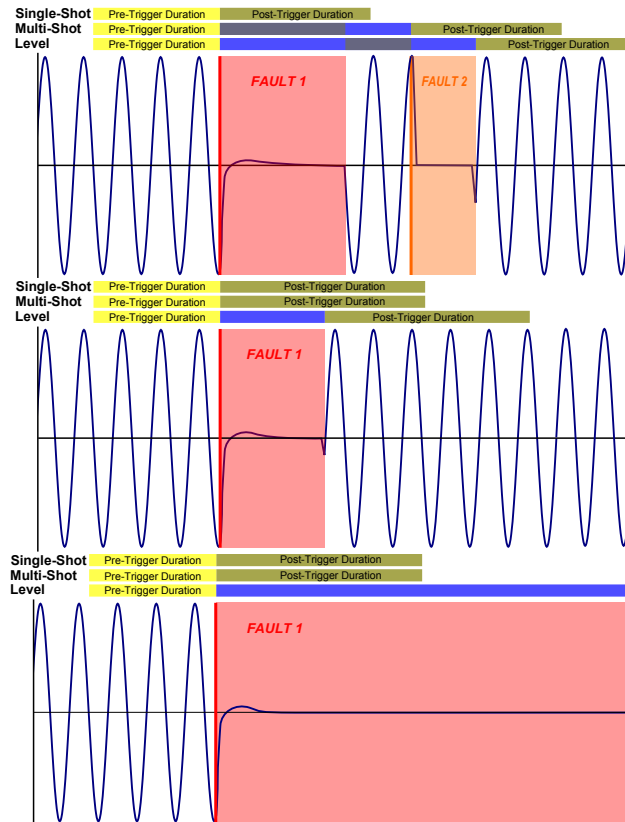 Single-Shot Pre-Trigger Duration Post-Trigger Duration
Multi-Shot Pre-Trigger Duration Post-Trigger Duration
Level Pre-Trigger Duration Post-Trigger Duration
FAULT 1 FAULT 2
Single-Shot Pre-Trigger Duration Post-Trigger Duration
Multi-Shot Pre-Trigger Duration Post-Trigger Duration
Level Pre-Trigger Duration Post-Trigger Duration
FAULT 1
Single-Shot Pre-Trigger Duration Post-Trigger Duration
Multi-Shot Pre-Trigger Duration Post-Trigger Duration
Level Pre-Trigger Duration
FAULT 1